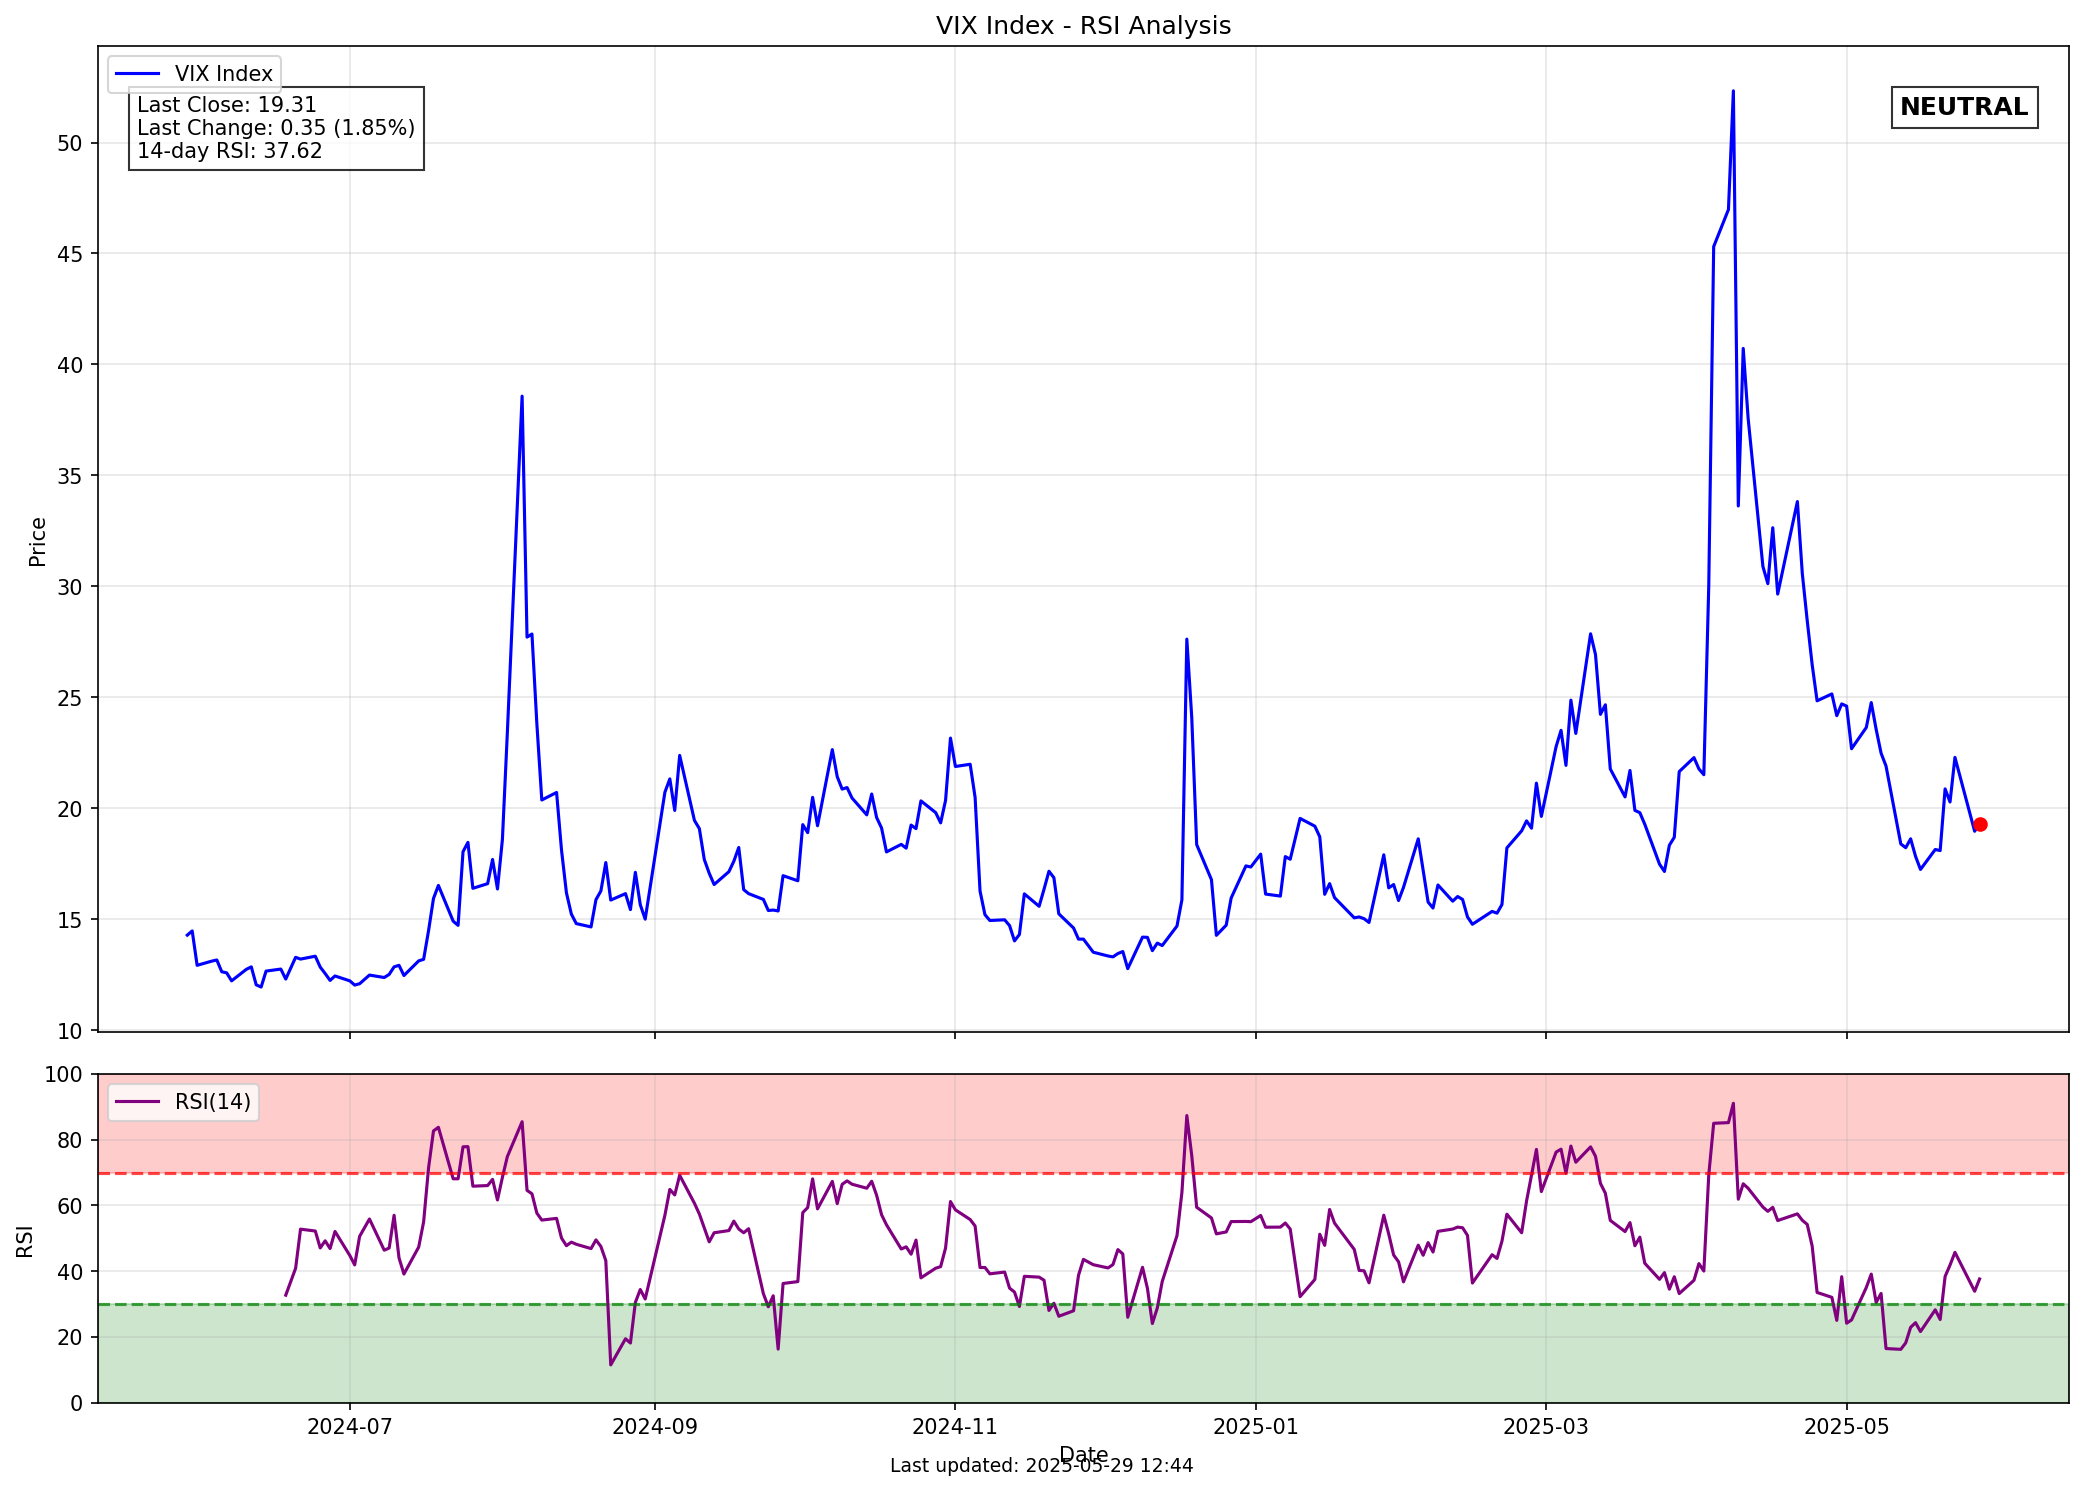 VIX Index - RSI Analysis
VIX Index
Last Close: 19.31
Last Change: 0.35 (1.85%)
14-day RSI: 37.62
NEUTRAL
Price
50
45
40
35
30
25
20
15
10
RSI(14)
RSI
100
80
60
40
20
0
2024-07
2024-09
2024-11
2025-01
2025-03
2025-05
Date
Last updated: 2025-05-29 12:44